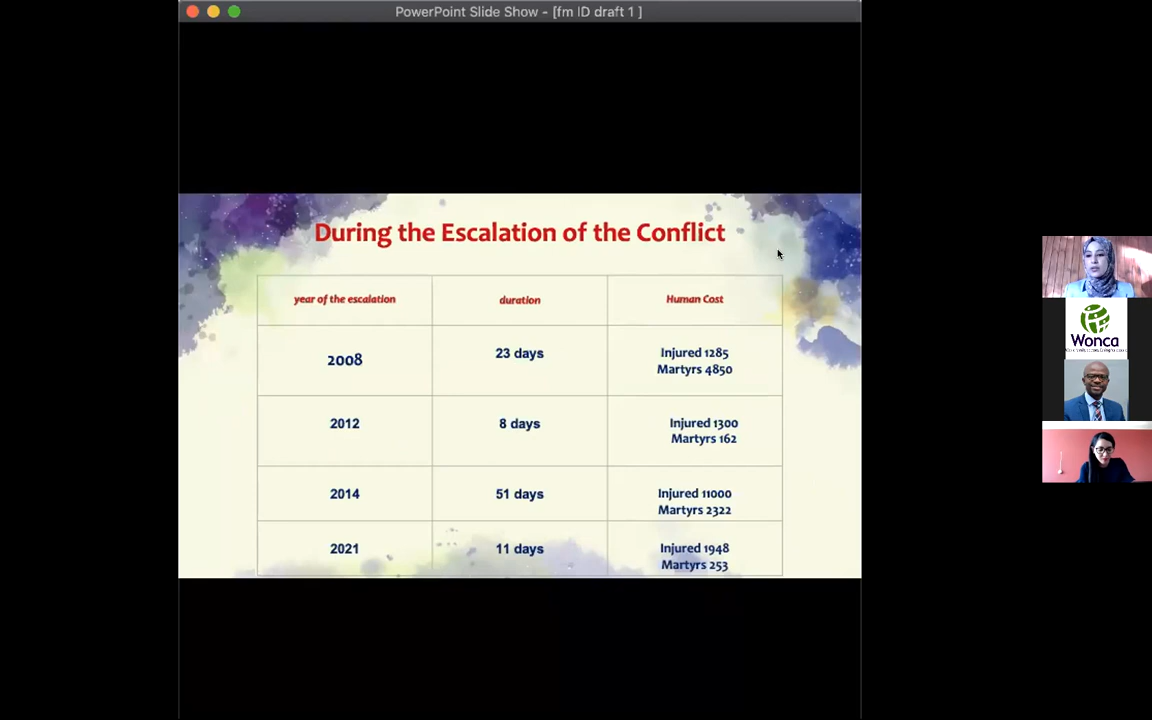 PowerPoint Slide Show - [fm ID draft 1 ]
During the Escalation of the Conflict
year of the escalation
duration
Human Cost
2008
23 days
Injured 1285
Martyrs 4850
2012
8 days
Injured 1300
Martyrs 162
2014
51 days
Injured 11000
Martyrs 2322
2021
11 days
Injured 1948
Martyrs 253
Wonca